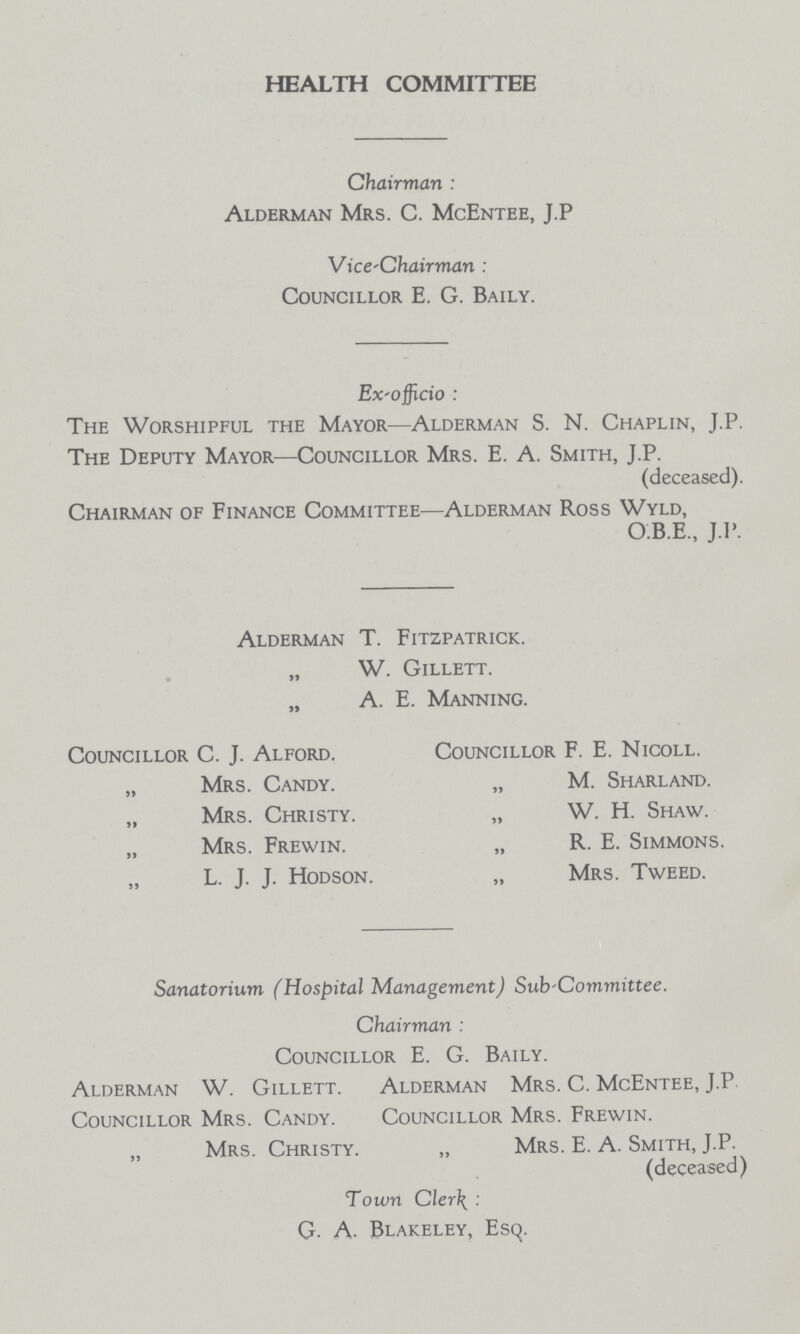 HEALTH COMMITTEE
Chairman :
ALDERMAN MRS. C. MCENTEE, J.P
Vice-Chairman :
COUNCILLOR E. G. BAILY.
Ex-officio :
THE WORSHIPFUL THE MAYOR—ALDERMAN S. N. CHAPLIN, J.P.
THE DEPUTY MAYOR—COUNCILLOR MRS. E. A. SMITH, J.P.
(deceased).
CHAIRMAN OF FINANCE COMMITTEE—ALDERMAN ROSS WYLD,
O.B.E., J.P.
ALDERMAN T. FITZPATRICK.
„ W. GILLETT.
„ A. E. MANNING.
COUNCILLOR C. J. ALFORD. COUNCILLOR F. E. NICOLL.
„ MRS. CANDY. „ M. SHARLAND.
„ MRS. CHRISTY. „ W. H. SHAW.
„ MRS. FREWIN. „ R. E. SIMMONS.
„ L. J. J. HODSON. „ MRS. TWEED.
Sanatorium (Hospital Management) Sub-Committee.
Chairman :
COUNCILLOR E. G. BAILY.
ALDERMAN W. GILLETT. ALDERMAN MRS. C. MCENTEE, J.P.
COUNCILLOR MRS. CANDY. COUNCILLOR MRS. FREWIN.
„ MRS. CHRISTY. „ MRS. E. A. SMITH, J.P.
(deceased)
Town Clerk :
G. A. BLAKELEY, ESQ.